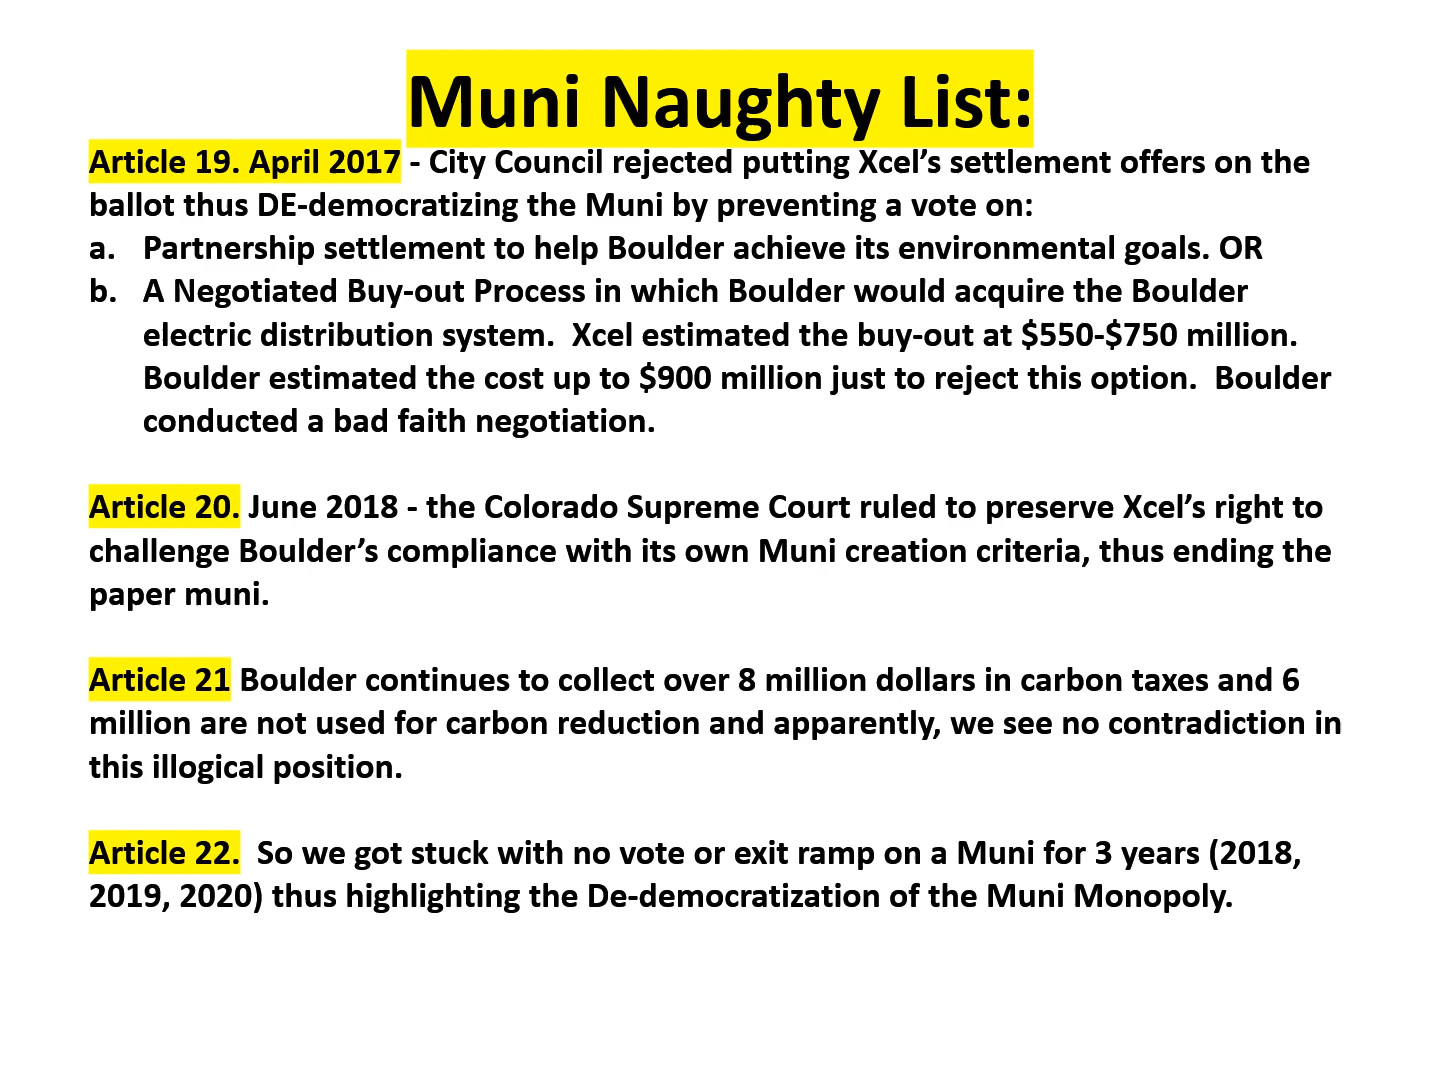 Muni Naughty List:
Article 19. April 2017 - City Council rejected putting Xcel’s settlement offers on the
ballot thus DE-democratizing the Muni by preventing a vote on:
a. Partnership settlement to help Boulder achieve its environmental goals. OR
b. A Negotiated Buy-out Process in which Boulder would acquire the Boulder
electric distribution system.  Xcel estimated the buy-out at $550-$750 million.
Boulder estimated the cost up to $900 million just to reject this option.  Boulder
conducted a bad faith negotiation.
Article 20. June 2018 - the Colorado Supreme Court ruled to preserve Xcel’s right to
challenge Boulder’s compliance with its own Muni creation criteria, thus ending the
paper muni.
Article 21 Boulder continues to collect over 8 million dollars in carbon taxes and 6
million are not used for carbon reduction and apparently, we see no contradiction in
this illogical position.
Article 22.  So we got stuck with no vote or exit ramp on a Muni for 3 years (2018,
2019, 2020) thus highlighting the De-democratization of the Muni Monopoly.